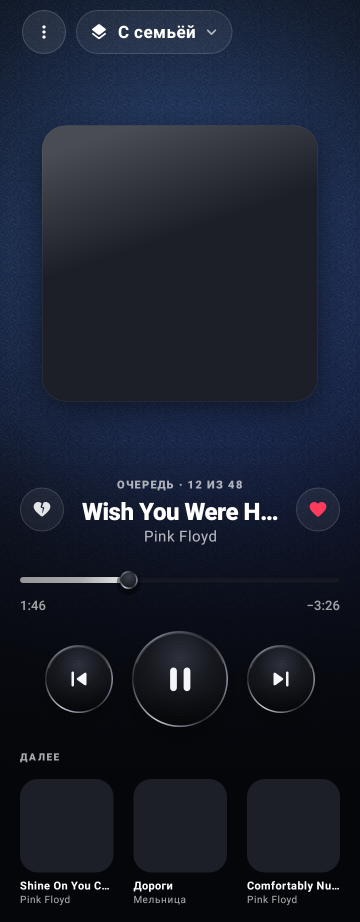 С семьёй
ОЧЕРЕДЬ · 12 ИЗ 48
Wish You Were H...
Pink Floyd
1:46
−3:26
ДАЛЕЕ
Shine On You C...
Pink Floyd
Дороги
Мельница
Comfortably Nu...
Pink Floyd